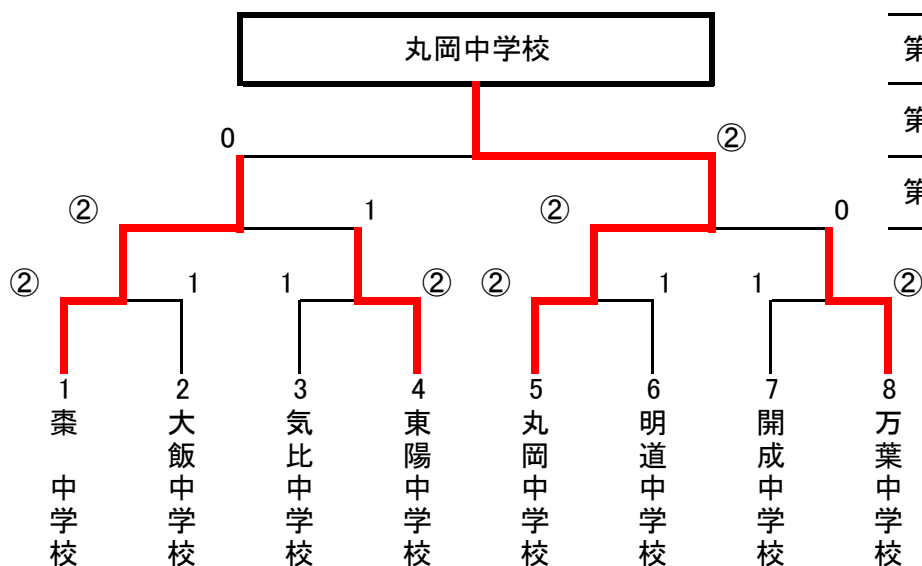 丸岡中学校
第
第
第
0 ②
② 1 ② 0
② 1 1 ② ② 1 1 ②
1 2 3 4 5 6 7 8
棗 中学校
大飯中学校
気比中学校
東陽中学校
丸岡中学校
明道中学校
開成中学校
万葉中学校